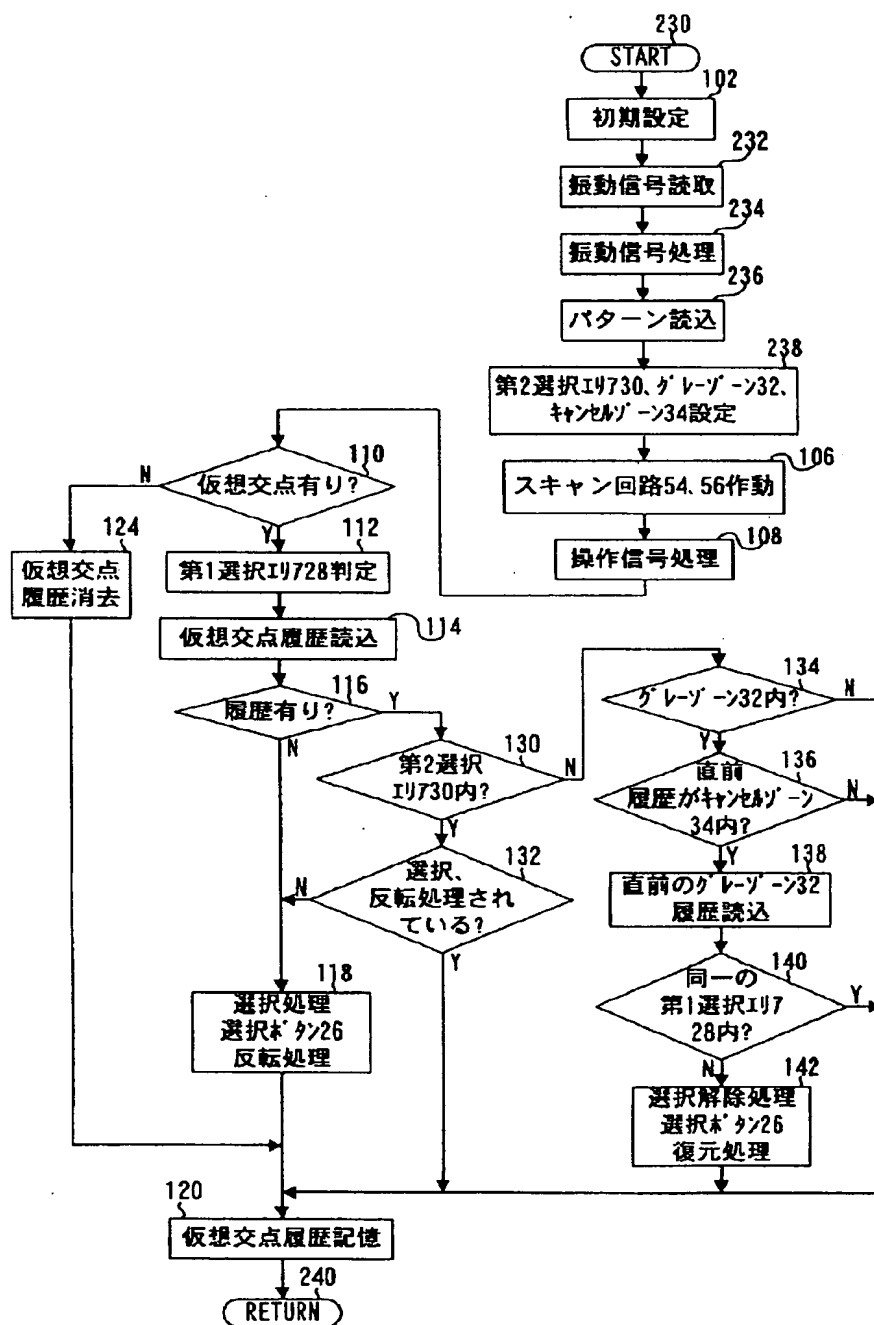 230
START
102
初期設定
232
振動信号読取
234
振動信号処理
236
パターン読込
238
第2選択ｴﾘｱ30、ｸﾞﾚｰｿﾞｰﾝ32、
ｷｬﾝｾﾙｿﾞｰﾝ34設定
106
スキャン回路54、56作動
108
操作信号処理
110
仮想交点有り?
N
Y
124
仮想交点
履歴消去
112
第1選択ｴﾘｱ28判定
114
仮想交点履歴読込
116
履歴有り?
Y
N
130
第2選択
ｴﾘｱ30内?
N
Y
132
選択、
反転処理され
ている?
N
Y
118
選択処理
選択ﾎﾞﾀﾝ26
反転処理
134
ｸﾞﾚｰｿﾞｰﾝ32内?
N
Y
136
直前
履歴がｷｬﾝｾﾙｿﾞｰﾝ
34内?
N
Y
138
直前のｸﾞﾚｰｿﾞｰﾝ32
履歴読込
140
同一の
第1選択ｴﾘｱ
28内?
Y
N
142
選択解除処理
選択ﾎﾞﾀﾝ26
復元処理
120
仮想交点履歴記憶
240
RETURN